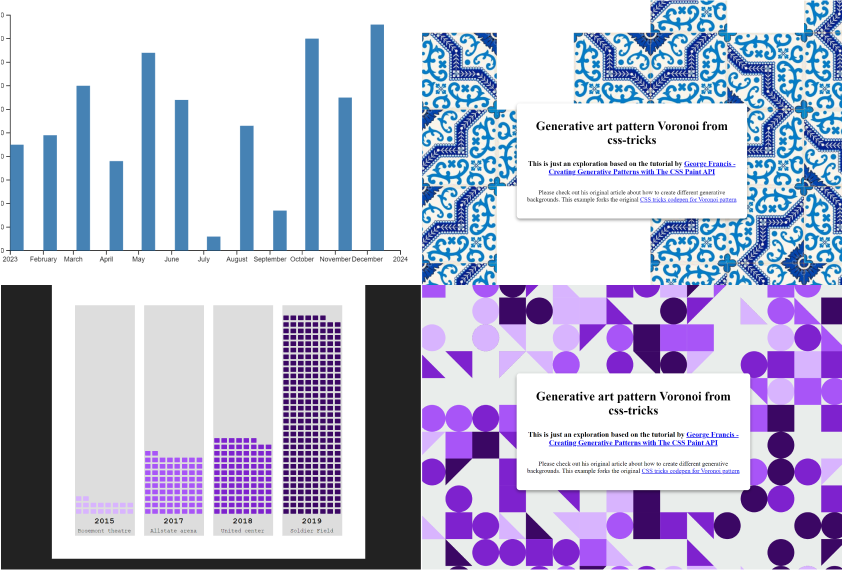 2023 February March April May June July August September October November December 2024
Generative art pattern Voronoi from
css-tricks
This is just an exploration based on the tutorial by George Francis -
Creating Generative Patterns with The CSS Paint API
Please check out his original article about how to create different generative
backgrounds. This example forks the original CSS tricks codepen for Voronoi pattern
2015 2017 2018 2019
Rosemont theatre Allstate arena United center Soldier Field
Generative art pattern Voronoi from
css-tricks
This is just an exploration based on the tutorial by George Francis -
Creating Generative Patterns with The CSS Paint API
Please check out his original article about how to create different generative
backgrounds. This example forks the original CSS tricks codepen for Voronoi pattern